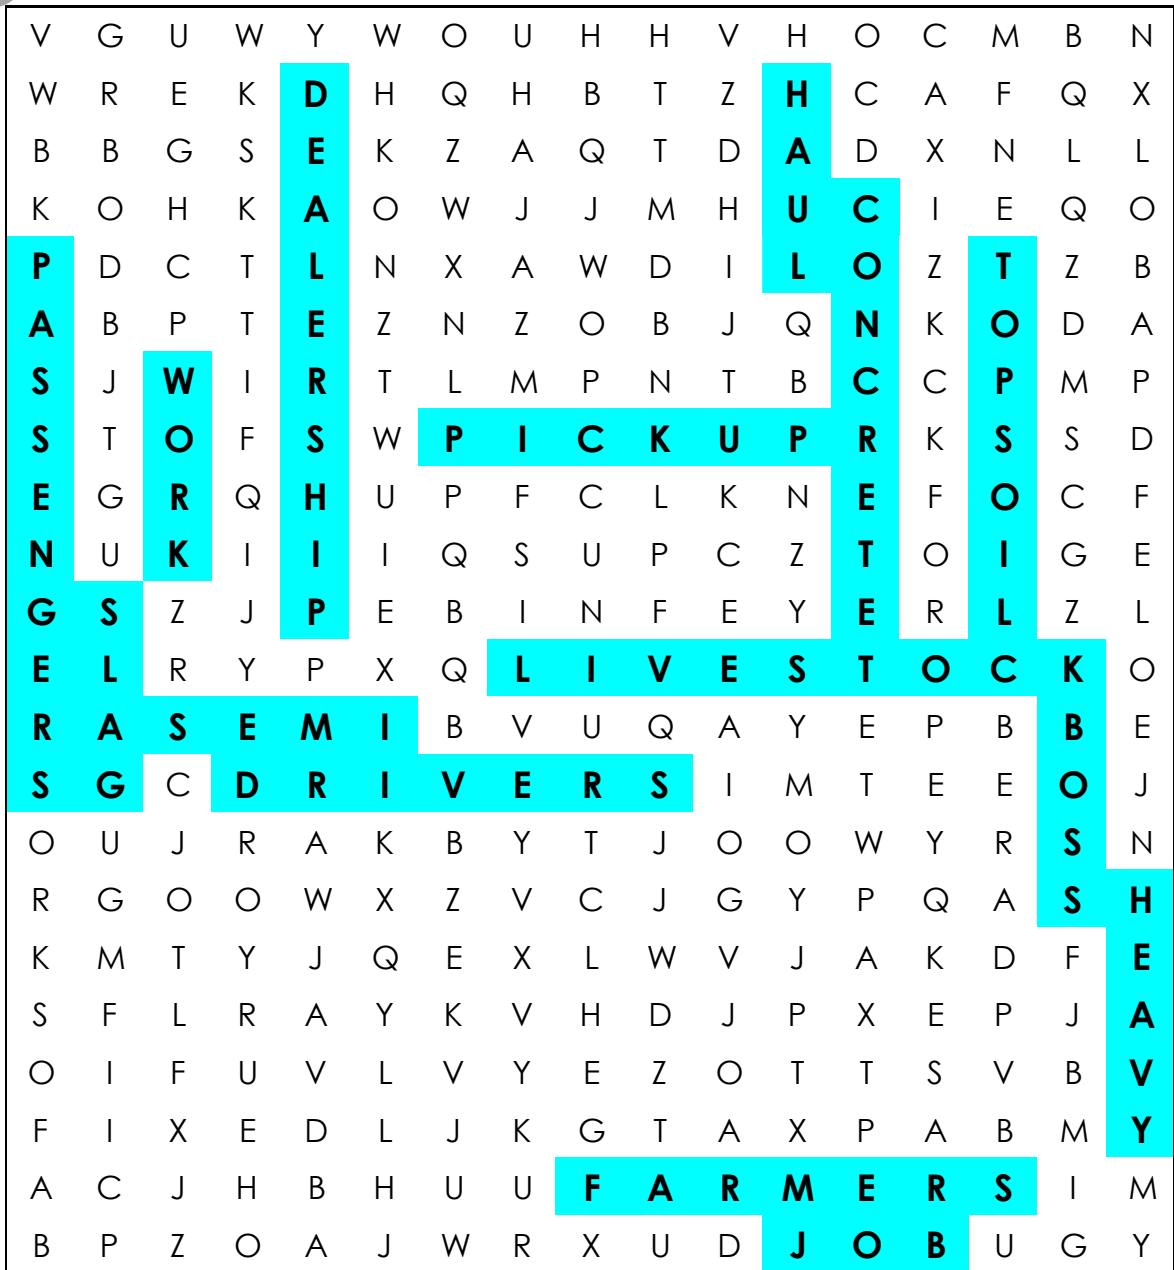 V G U W Y W O U H H V H O C M B N
W R E K D H Q H B T Z H C A F Q X
B B G S E K Z A Q T D A D X N L L
K O H K A O W J J M H U C I E Q O
P D C T L N X A W D I L O Z T Z B
A B P T E Z N Z O B J Q N K O D A
S J W I R T L M P N T B C C P M P
S T O F S W P I C K U P R K S S D
E G R Q H U P F C L K N E F O C F
N U K I I I Q S U P C Z T O I G E
G S Z J P E B I N F E Y E R L Z L
E L R Y P X Q L I V E S T O C K O
R A S E M I B V U Q A Y E P B B E
S G C D R I V E R S I M T E E O J
O U J R A K B Y T J O O W Y R S N
R G O O W X Z V C J G Y P Q A S H
K M T Y J Q E X L W V J A K D F E
S F L R A Y K V H D J P X E P J A
O I F U V L V Y E Z O T T S V B V
F I X E D L J K G T A X P A B M Y
A C J H B H U U F A R M E R S I M
B P Z O A J W R X U D J O B U G Y